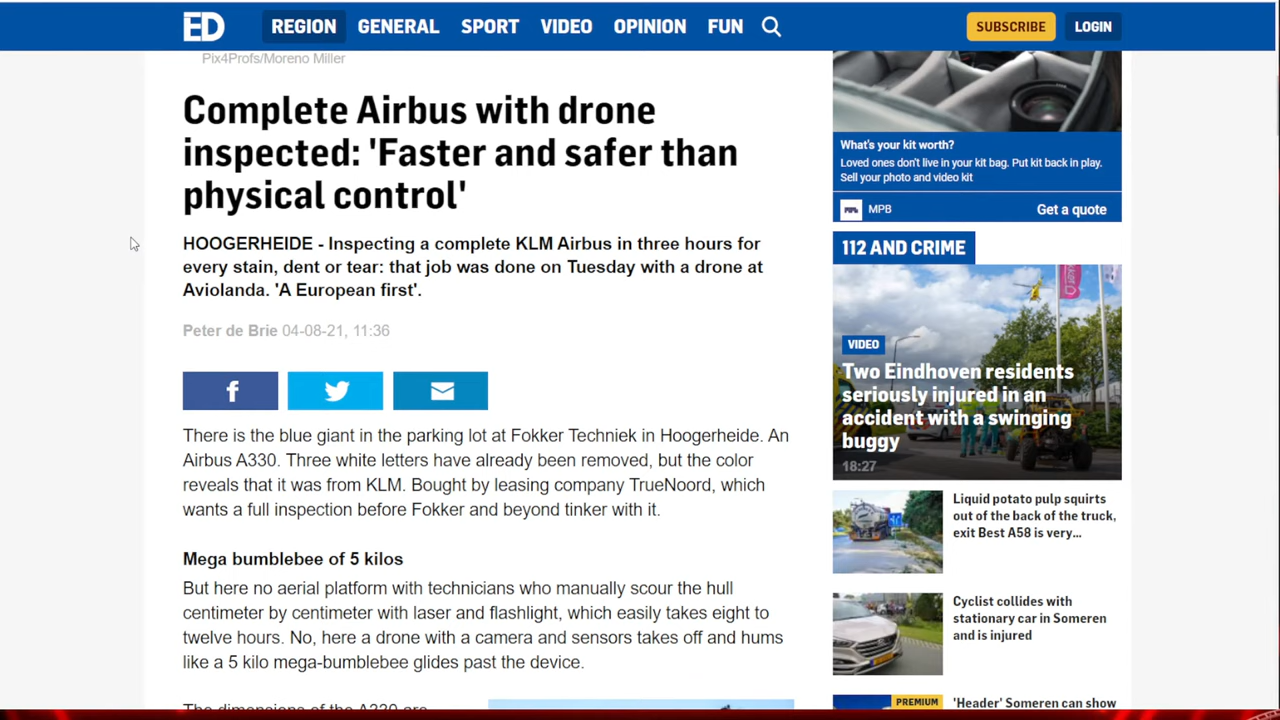 ED
REGION GENERAL SPORT VIDEO OPINION FUN
SUBSCRIBE LOGIN
Pix4Profs/Moreno Miller
Complete Airbus with drone
inspected: 'Faster and safer than
physical control'
HOOGERHEIDE - Inspecting a complete KLM Airbus in three hours for
every stain, dent or tear: that job was done on Tuesday with a drone at
Aviolanda. 'A European first'.
Peter de Brie 04-08-21, 11:36
There is the blue giant in the parking lot at Fokker Techniek in Hoogerheide. An
Airbus A330. Three white letters have already been removed, but the color
reveals that it was from KLM. Bought by leasing company TrueNoord, which
wants a full inspection before Fokker and beyond tinker with it.
Mega bumblebee of 5 kilos
But here no aerial platform with technicians who manually scour the hull
centimeter by centimeter with laser and flashlight, which easily takes eight to
twelve hours. No, here a drone with a camera and sensors takes off and hums
like a 5 kilo mega-bumblebee glides past the device.
The dimensions of the A330 are
What's your kit worth?
Loved ones don't live in your kit bag. Put kit back in play.
Sell your photo and video kit
MPB
Get a quote
112 AND CRIME
VIDEO
Two Eindhoven residents
seriously injured in an
accident with a swinging
buggy
18:27
Liquid potato pulp squirts
out of the back of the truck,
exit Best A58 is very...
Cyclist collides with
stationary car in Someren
and is injured
PREMIUM
'Header' Someren can show